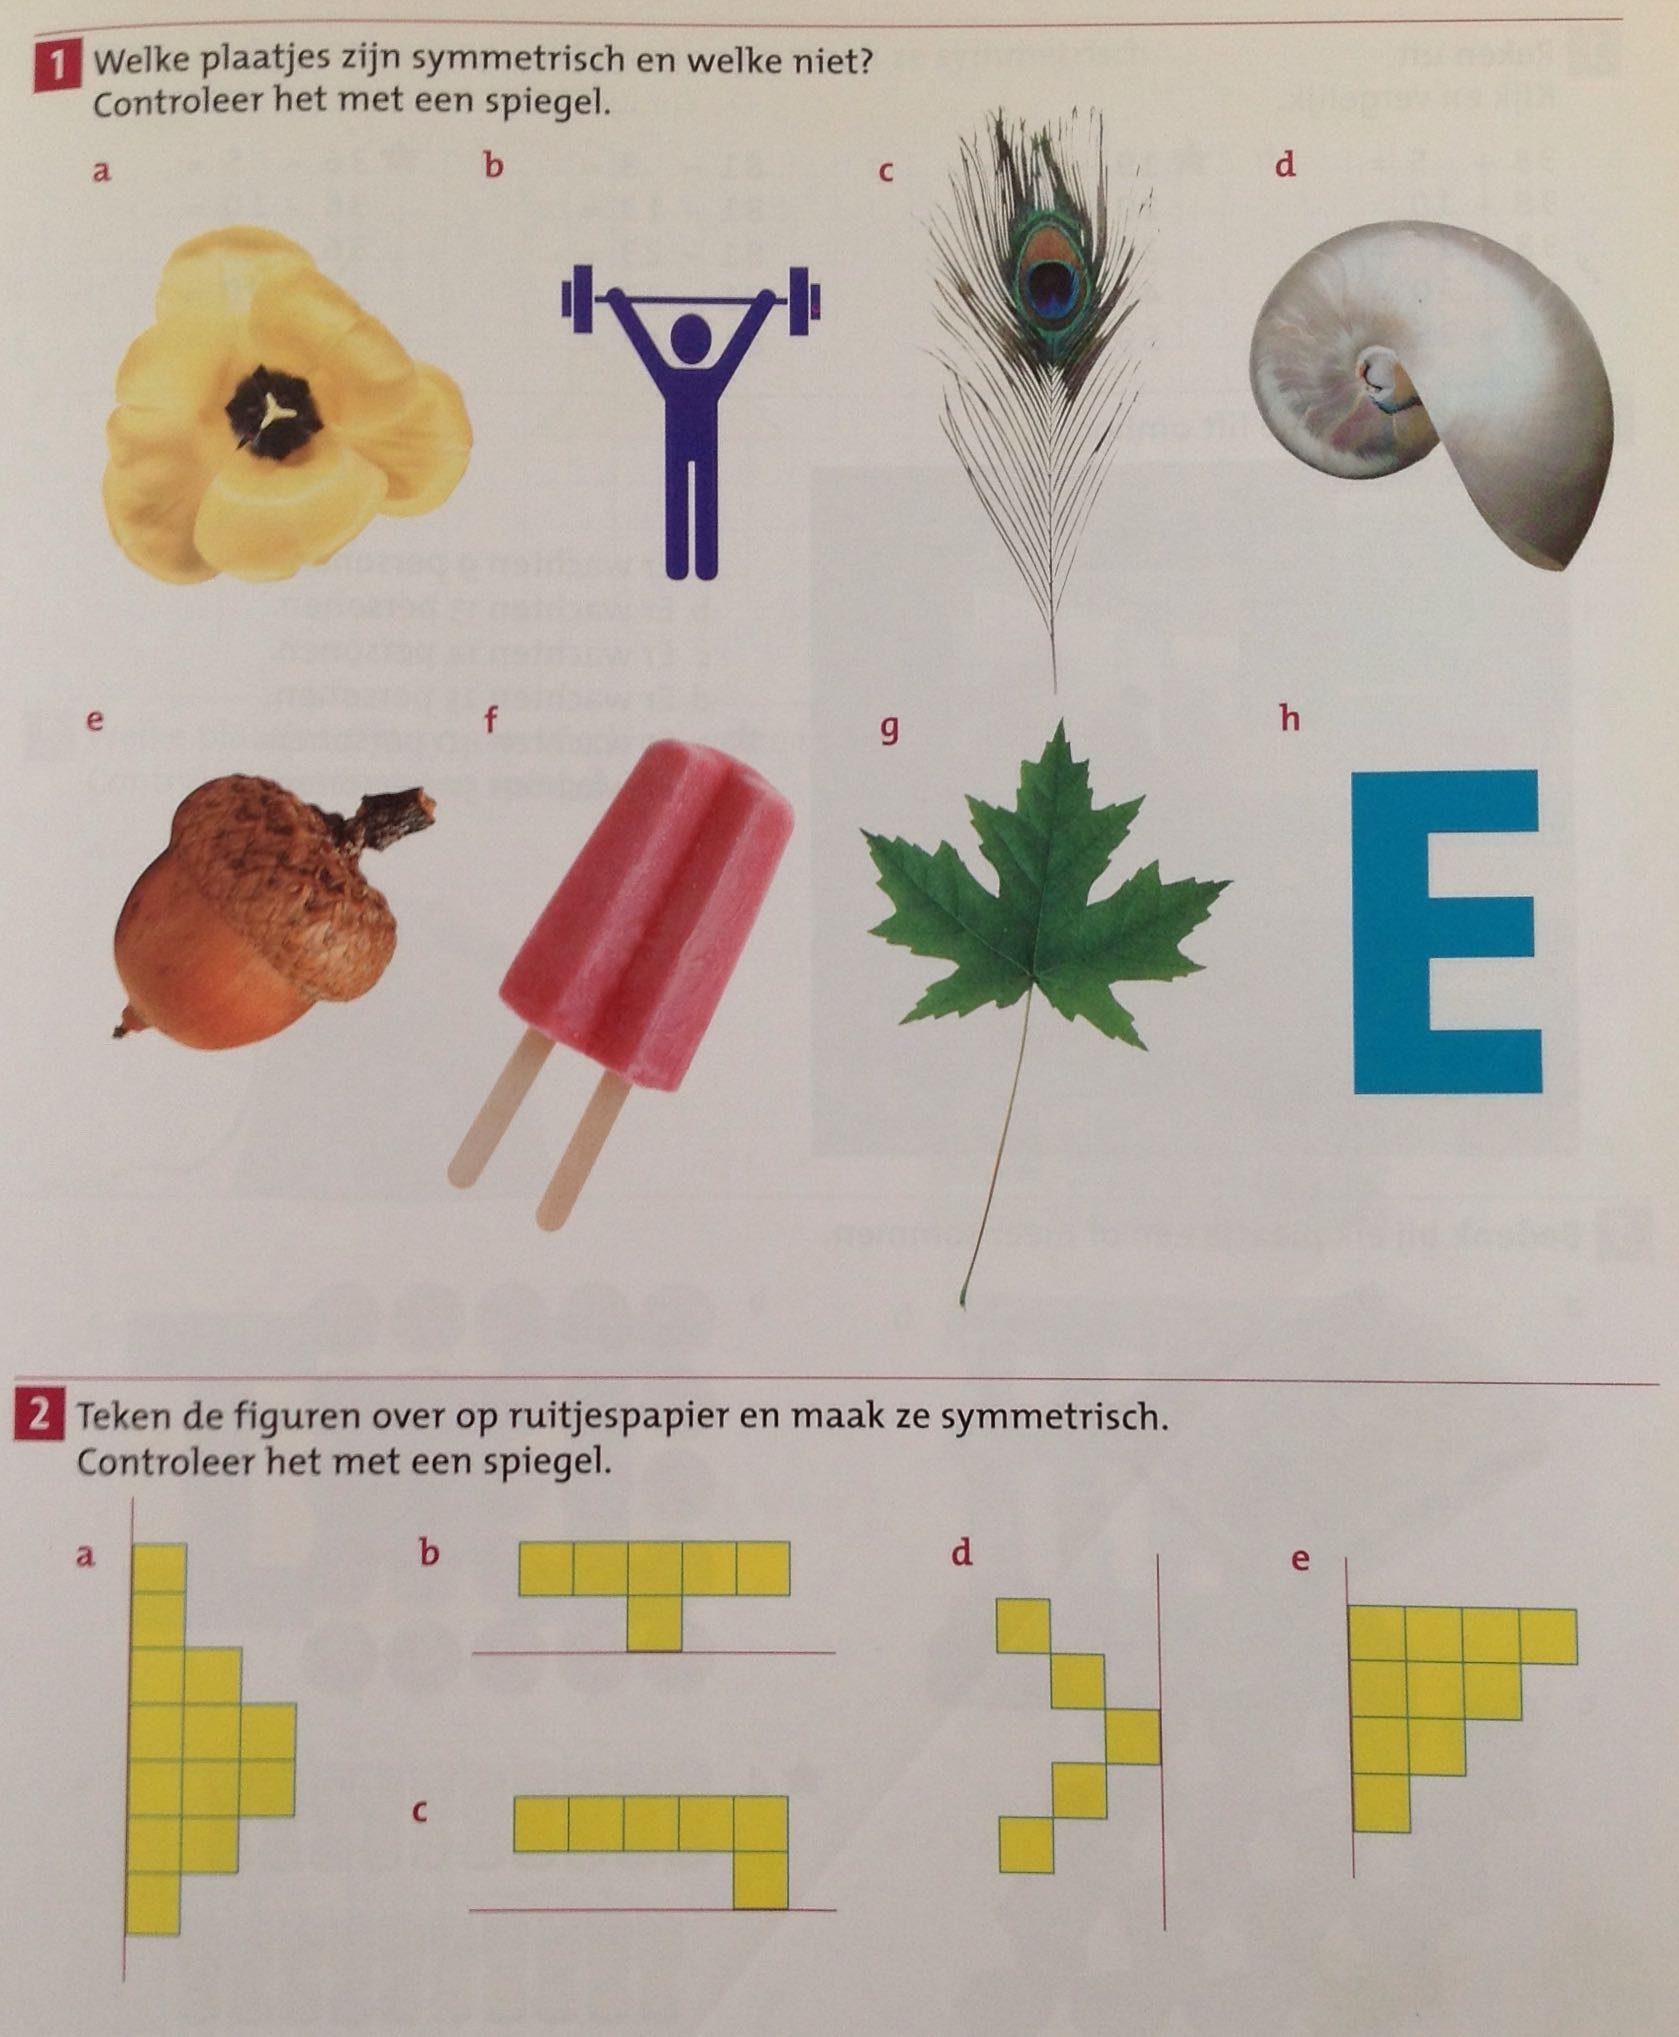 1 Welke plaatjes zijn symmetrisch en welke niet?
Controleer het met een spiegel.
a b c d
e f g h
E
2 Teken de figuren over op ruitjespapier en maak ze symmetrisch.
Controleer het met een spiegel.
a b d e
c